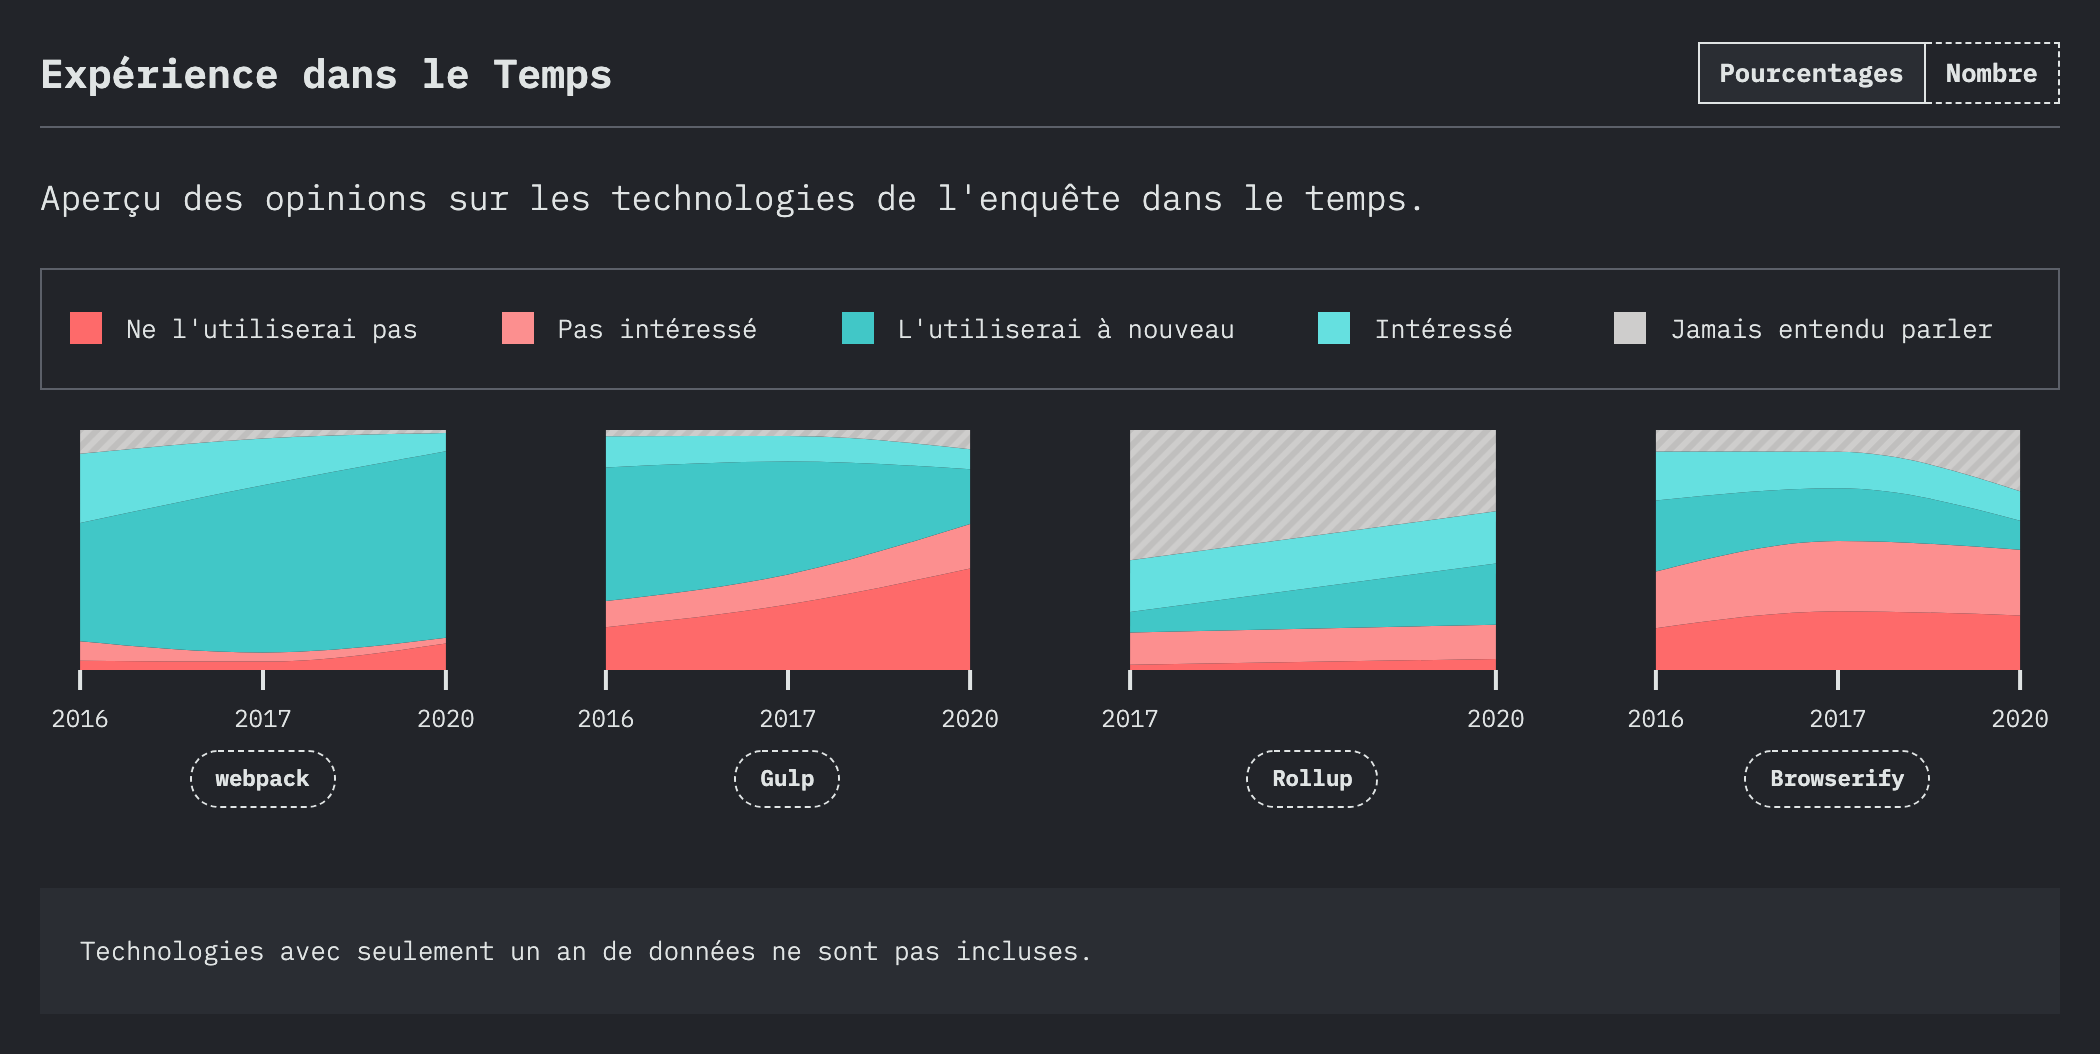 Expérience dans le Temps
Pourcentages Nombre
Aperçu des opinions sur les technologies de l'enquête dans le temps.
Ne l'utiliserai pas Pas intéressé L'utiliserai à nouveau Intéressé Jamais entendu parler
2016 2017 2020 2016 2017 2020 2017 2020 2016 2017 2020
webpack Gulp Rollup Browserify
Technologies avec seulement un an de données ne sont pas incluses.